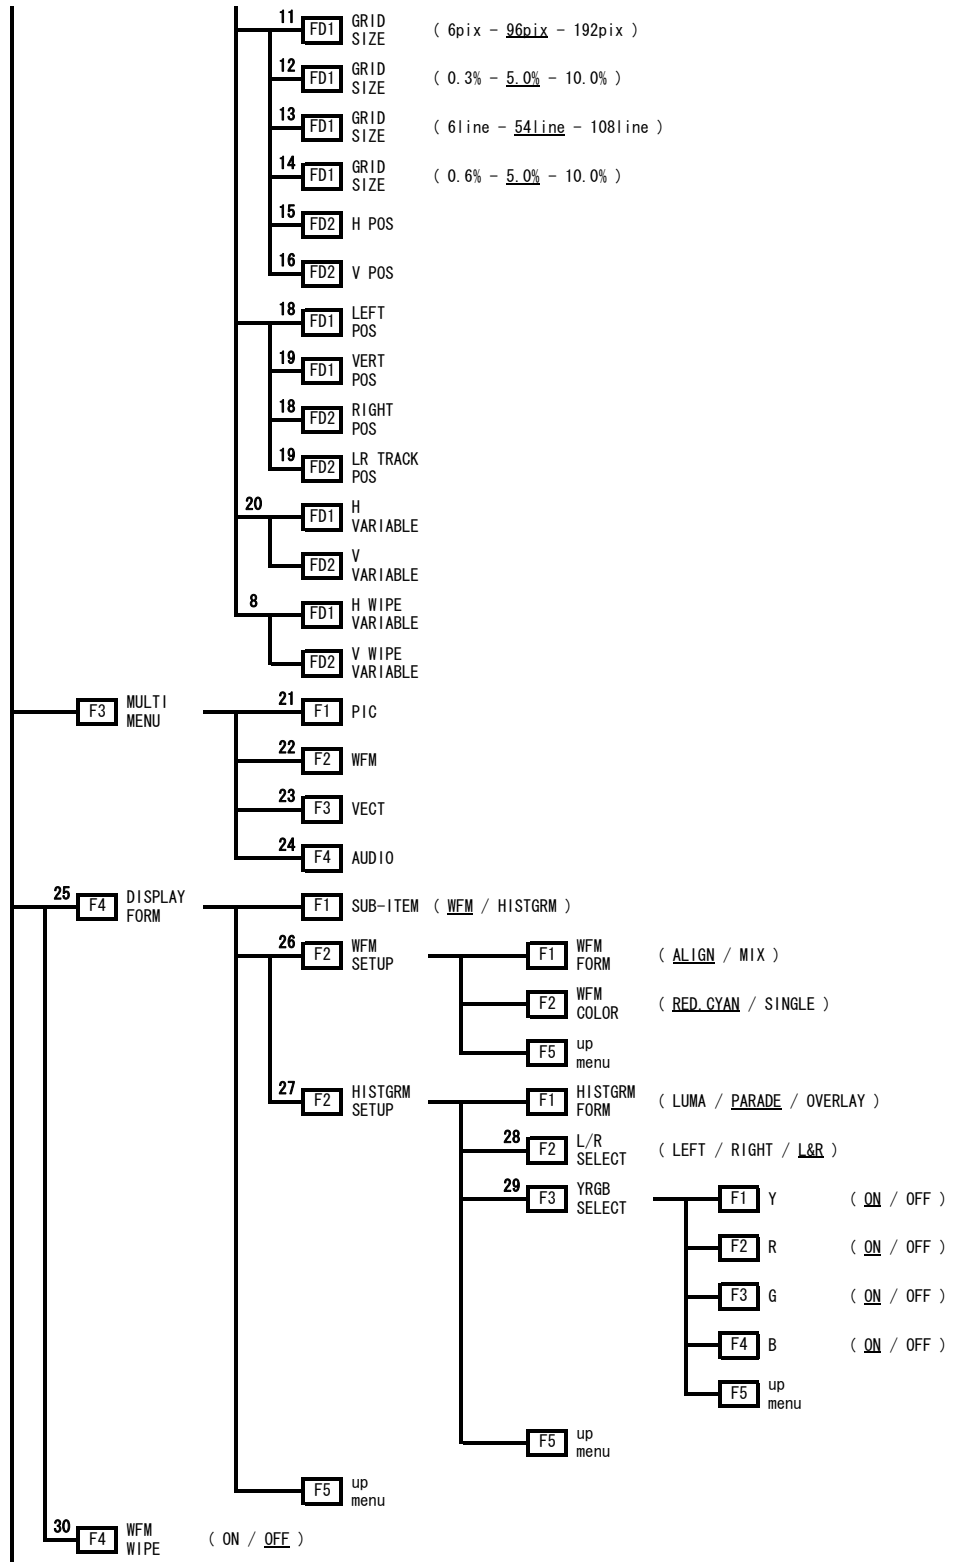 11 FD1 GRID SIZE ( 6pix - 96pix - 192pix )
12 FD1 GRID SIZE ( 0.3% - 5.0% - 10.0% )
13 FD1 GRID SIZE ( 6line - 54line - 108line )
14 FD1 GRID SIZE ( 0.6% - 5.0% - 10.0% )
15 FD2 H POS
16 FD2 V POS
18 FD1 LEFT POS
19 FD1 VERT POS
18 FD2 RIGHT POS
19 FD2 LR TRACK POS
20 FD1 H VARIABLE
FD2 V VARIABLE
8 FD1 H WIPE VARIABLE
FD2 V WIPE VARIABLE
F3 MULTI MENU 21 F1 PIC
22 F2 WFM
23 F3 VECT
24 F4 AUDIO
25 F4 DISPLAY FORM F1 SUB-ITEM ( WFM / HISTGRM )
26 F2 WFM SETUP F1 WFM FORM ( ALIGN / MIX )
F2 WFM COLOR ( RED.CYAN / SINGLE )
F5 up menu
27 F2 HISTGRM SETUP F1 HISTGRM FORM ( LUMA / PARADE / OVERLAY )
28 F2 L/R SELECT ( LEFT / RIGHT / L&R )
29 F3 YRGB SELECT F1 Y ( ON / OFF )
F2 R ( ON / OFF )
F3 G ( ON / OFF )
F4 B ( ON / OFF )
F5 up menu
F5 up menu
F5 up menu
30 F4 WFM WIPE ( ON / OFF )